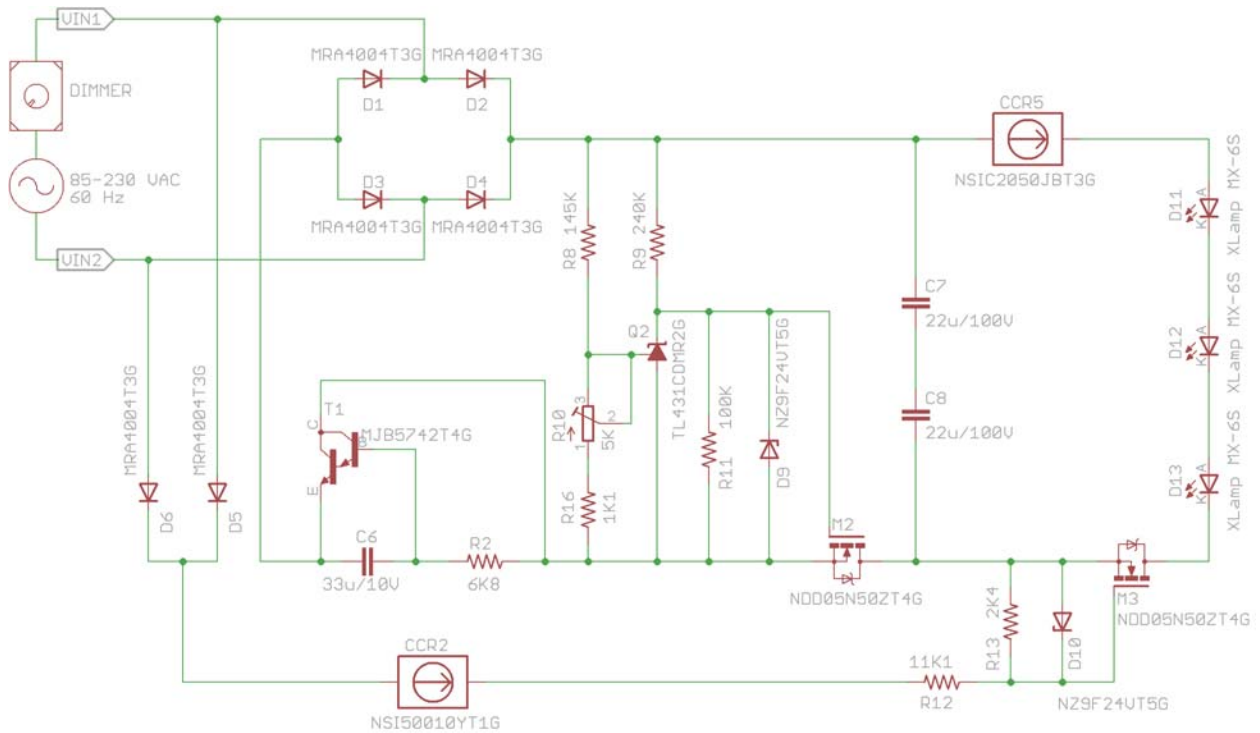 VIN1
DIMMER
85-230 VAC
60 Hz
VIN2
MRA4004T3G
MRA4004T3G
D1
D2
D3
D4
MRA4004T3G
MRA4004T3G
CCR5
NSIC2050JBT3G
R8 145K
R9 240K
C7
22u/100V
C8
22u/100V
D11
A
K
XLamp MX-6S
D12
A
K
XLamp MX-6S
D13
A
K
XLamp MX-6S
Q2
TL431CDMR2G
R10
3
2
1
5K
R16
1K1
R11 100K
NZ9F24VT5G
D9
T1
C
B
E
MJB5742T4G
C6
33u/10V
R2
6K8
MRA4004T3G
D6
MRA4004T3G
D5
M2
NDD05N50ZT4G
M3
NDD05N50ZT4G
R13 2K4
D10
NZ9F24VT5G
11K1
R12
CCR2
NSI50010YT1G